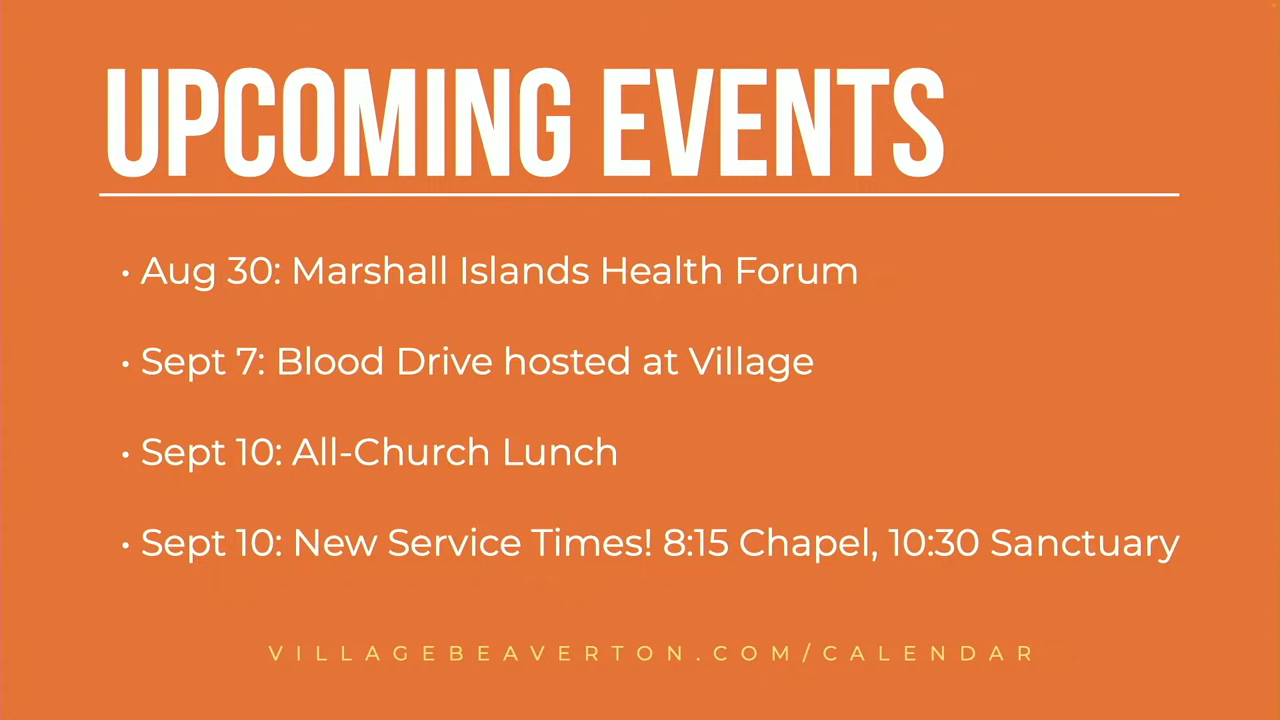 UPCOMING EVENTS
• Aug 30: Marshall Islands Health Forum
• Sept 7: Blood Drive hosted at Village
• Sept 10: All-Church Lunch
• Sept 10: New Service Times! 8:15 Chapel, 10:30 Sanctuary
VILLAGEBEAVERTON.COM/CALENDAR